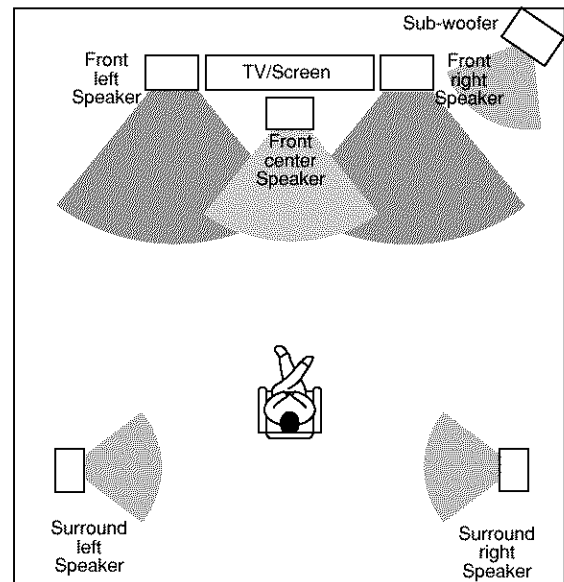 Sub-woofer
Front
left
Speaker
TV/Screen
Front
right
Speaker
Front
center
Speaker
Surround
left
Speaker
Surround
right
Speaker